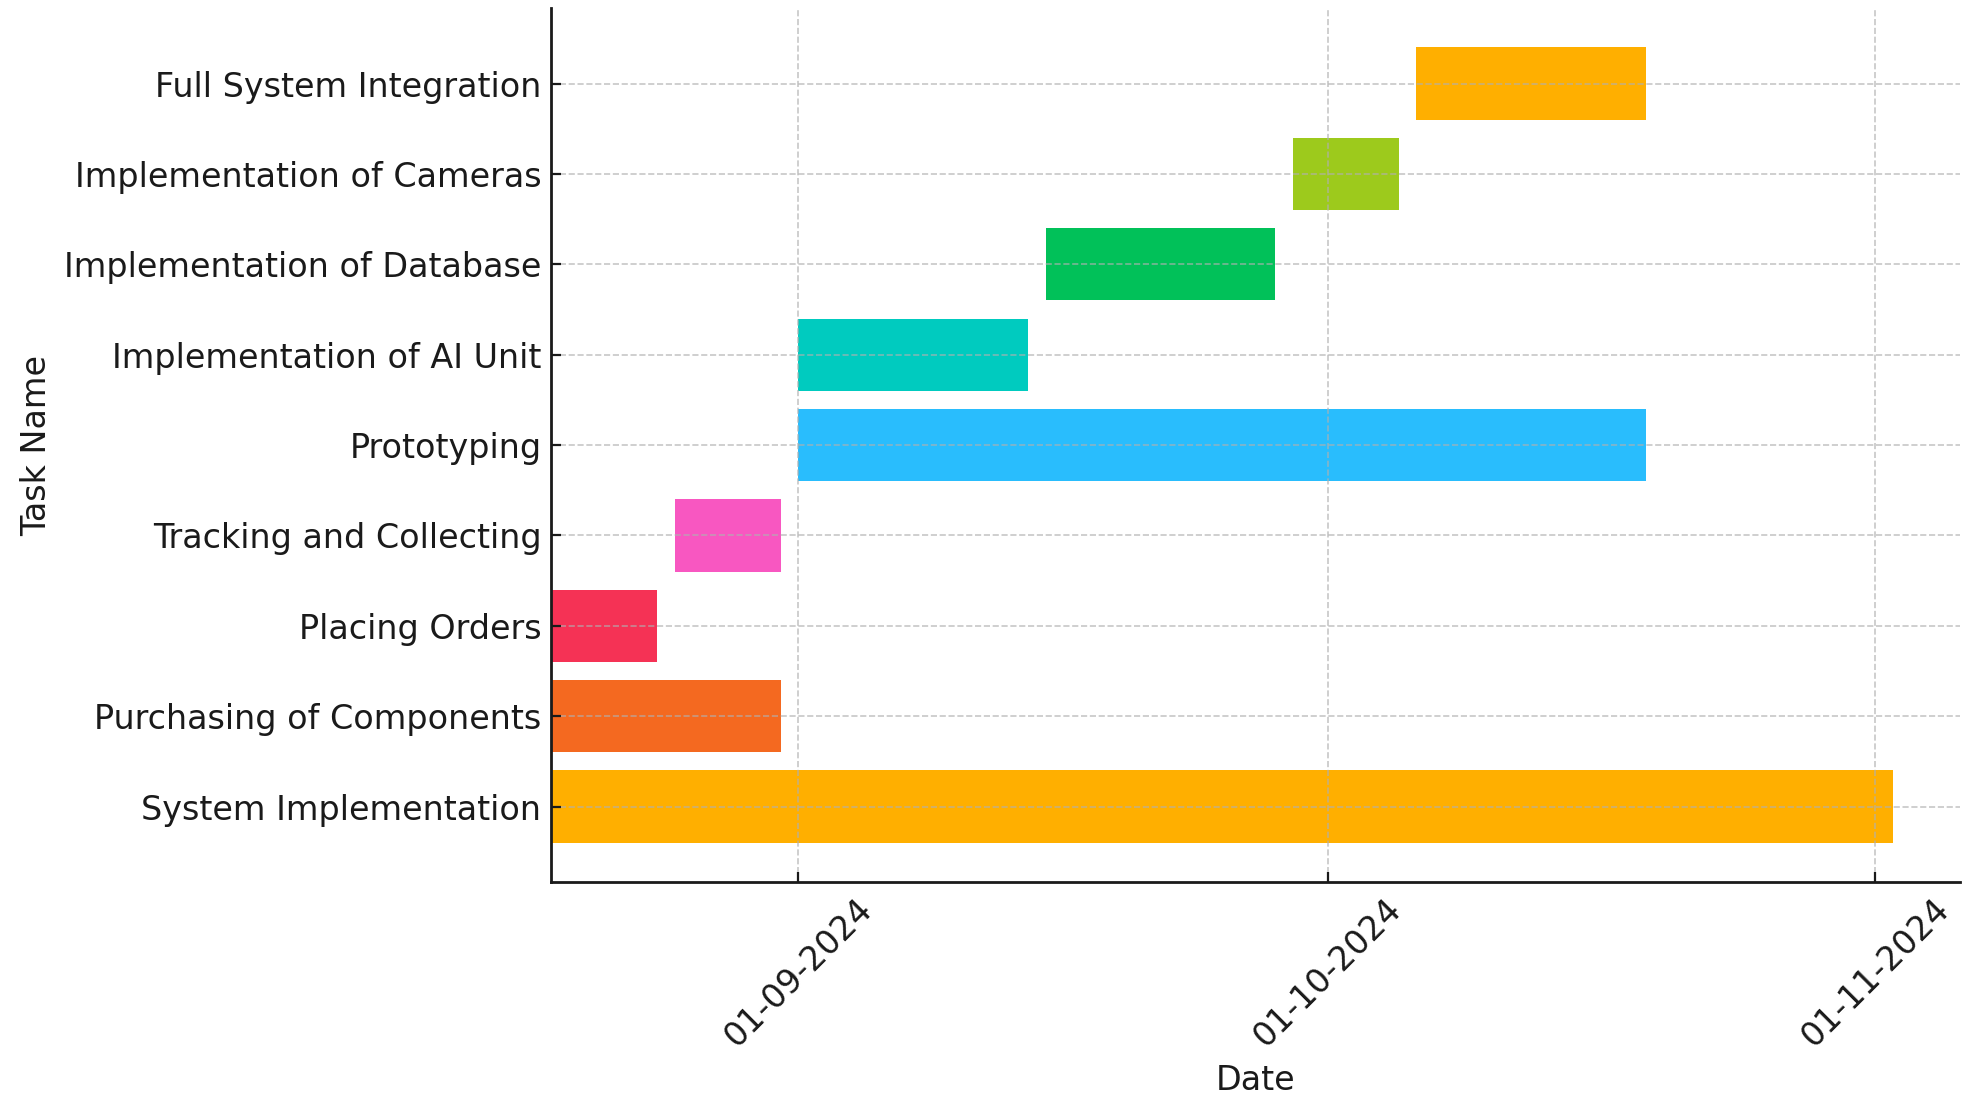 Full System Integration
Implementation of Cameras
Implementation of Database
Implementation of AI Unit
Prototyping
Tracking and Collecting
Placing Orders
Purchasing of Components
System Implementation
Task Name
01-09-2024
01-10-2024
01-11-2024
Date